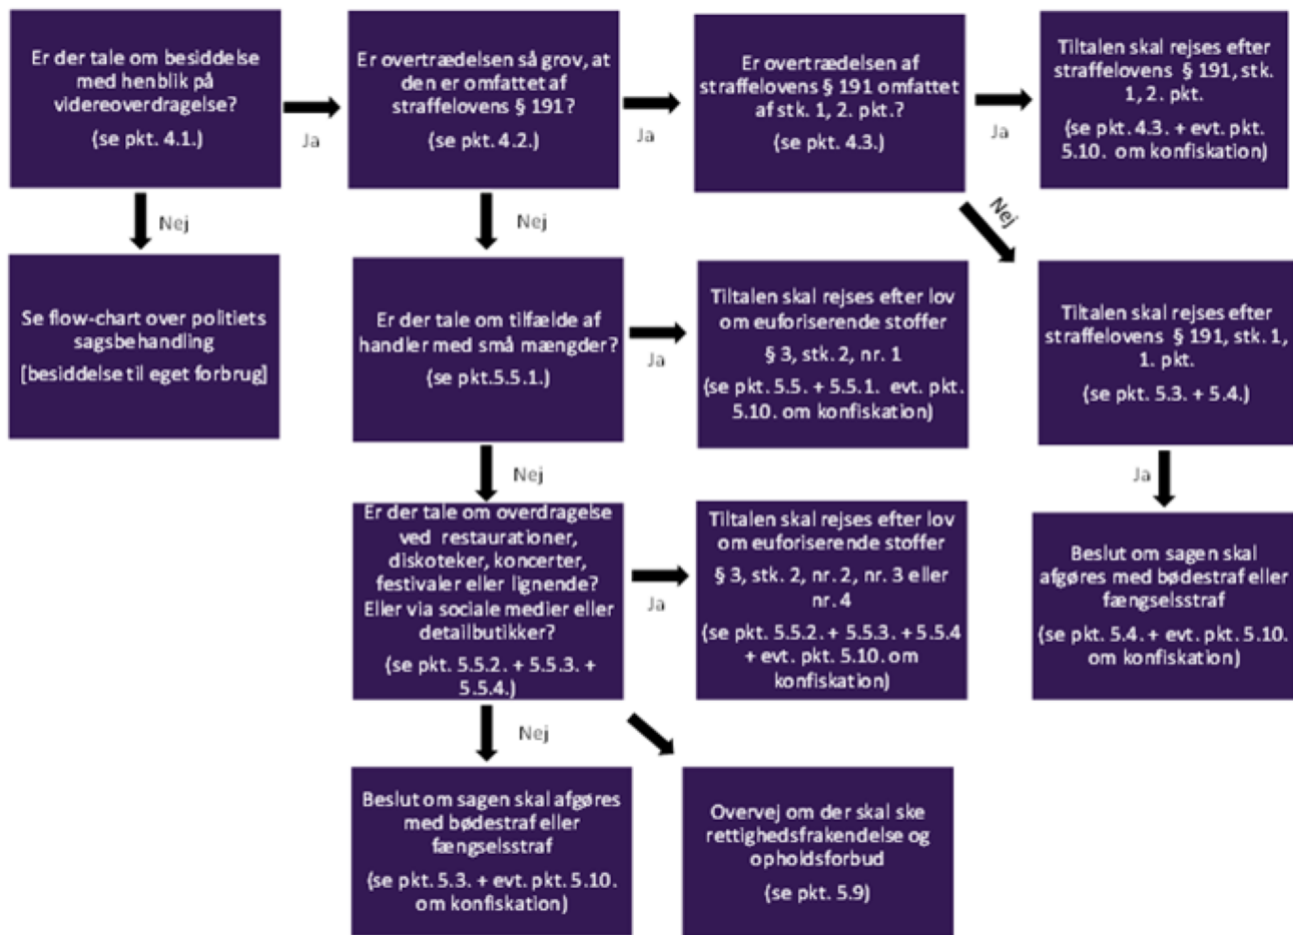 Er der tale om besiddelse
med henblik på
videreoverdragelse?
(se pkt. 4.1.)
Ja
Er overtrædelsen så grov, at
den er omfattet af
straffelovens § 191?
(se pkt. 4.2.)
Ja
Er overtrædelsen af
straffelovens § 191 omfattet
af stk. 1, 2. pkt.?
(se pkt. 4.3.)
Ja
Tiltalen skal rejses efter
straffelovens § 191, stk.
1, 2. pkt.
(se pkt. 4.3. + evt. pkt.
5.10. om konfiskation)
Nej
Nej
Nej
Se flow-chart over politiets
sagsbehandling
[besiddelse til eget forbrug]
Er der tale om tilfælde af
handler med små mængder?
(se pkt.5.5.1.)
Ja
Tiltalen skal rejses efter lov
om euforiserende stoffer
§ 3, stk. 2, nr. 1
(se pkt. 5.5. + 5.5.1. evt. pkt.
5.10. om konfiskation)
Tiltalen skal rejses efter
straffelovens § 191, stk. 1,
1. pkt.
(se pkt. 5.3. + 5.4.)
Nej
Ja
Er der tale om overdragelse
ved restaurationer,
diskoteker, koncerter,
festivaler eller lignende?
Eller via sociale medier eller
detailbutikker?
(se pkt. 5.5.2. + 5.5.3. +
5.5.4.)
Ja
Tiltalen skal rejses efter lov
om euforiserende stoffer
§ 3, stk. 2, nr. 2, nr. 3 eller
nr. 4
(se pkt. 5.5.2. + 5.5.3. + 5.5.4
+ evt. pkt. 5.10. om
konfiskation)
Beslut om sagen skal
afgøres med bødestraf eller
fængselsstraf
(se pkt. 5.4. + evt. pkt. 5.10.
om konfiskation)
Nej
Beslut om sagen skal afgøres
med bødestraf eller
fængselsstraf
(se pkt. 5.3. + evt. pkt. 5.10.
om konfiskation)
Overvej om der skal ske
rettighedsfrakendelse og
opholdsforbud
(se pkt. 5.9)